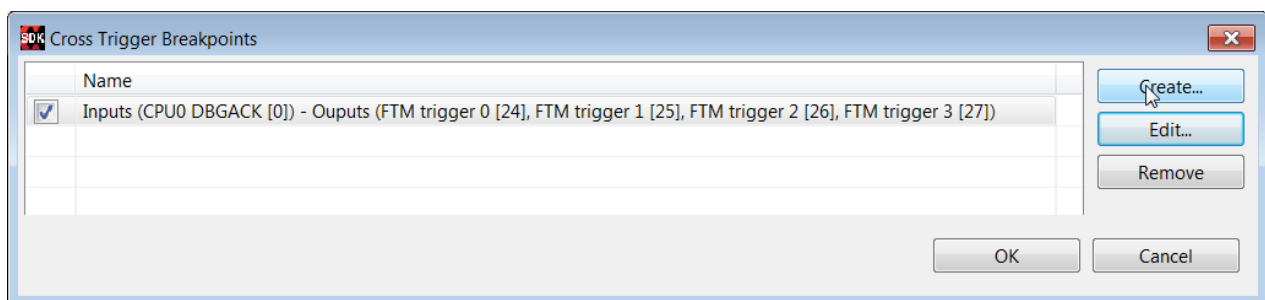 SDK Cross Trigger Breakpoints
Name
Create...
Inputs (CPU0 DBGACK [0]) - Ouputs (FTM trigger 0 [24], FTM trigger 1 [25], FTM trigger 2 [26], FTM trigger 3 [27])
Edit...
Remove
OK
Cancel